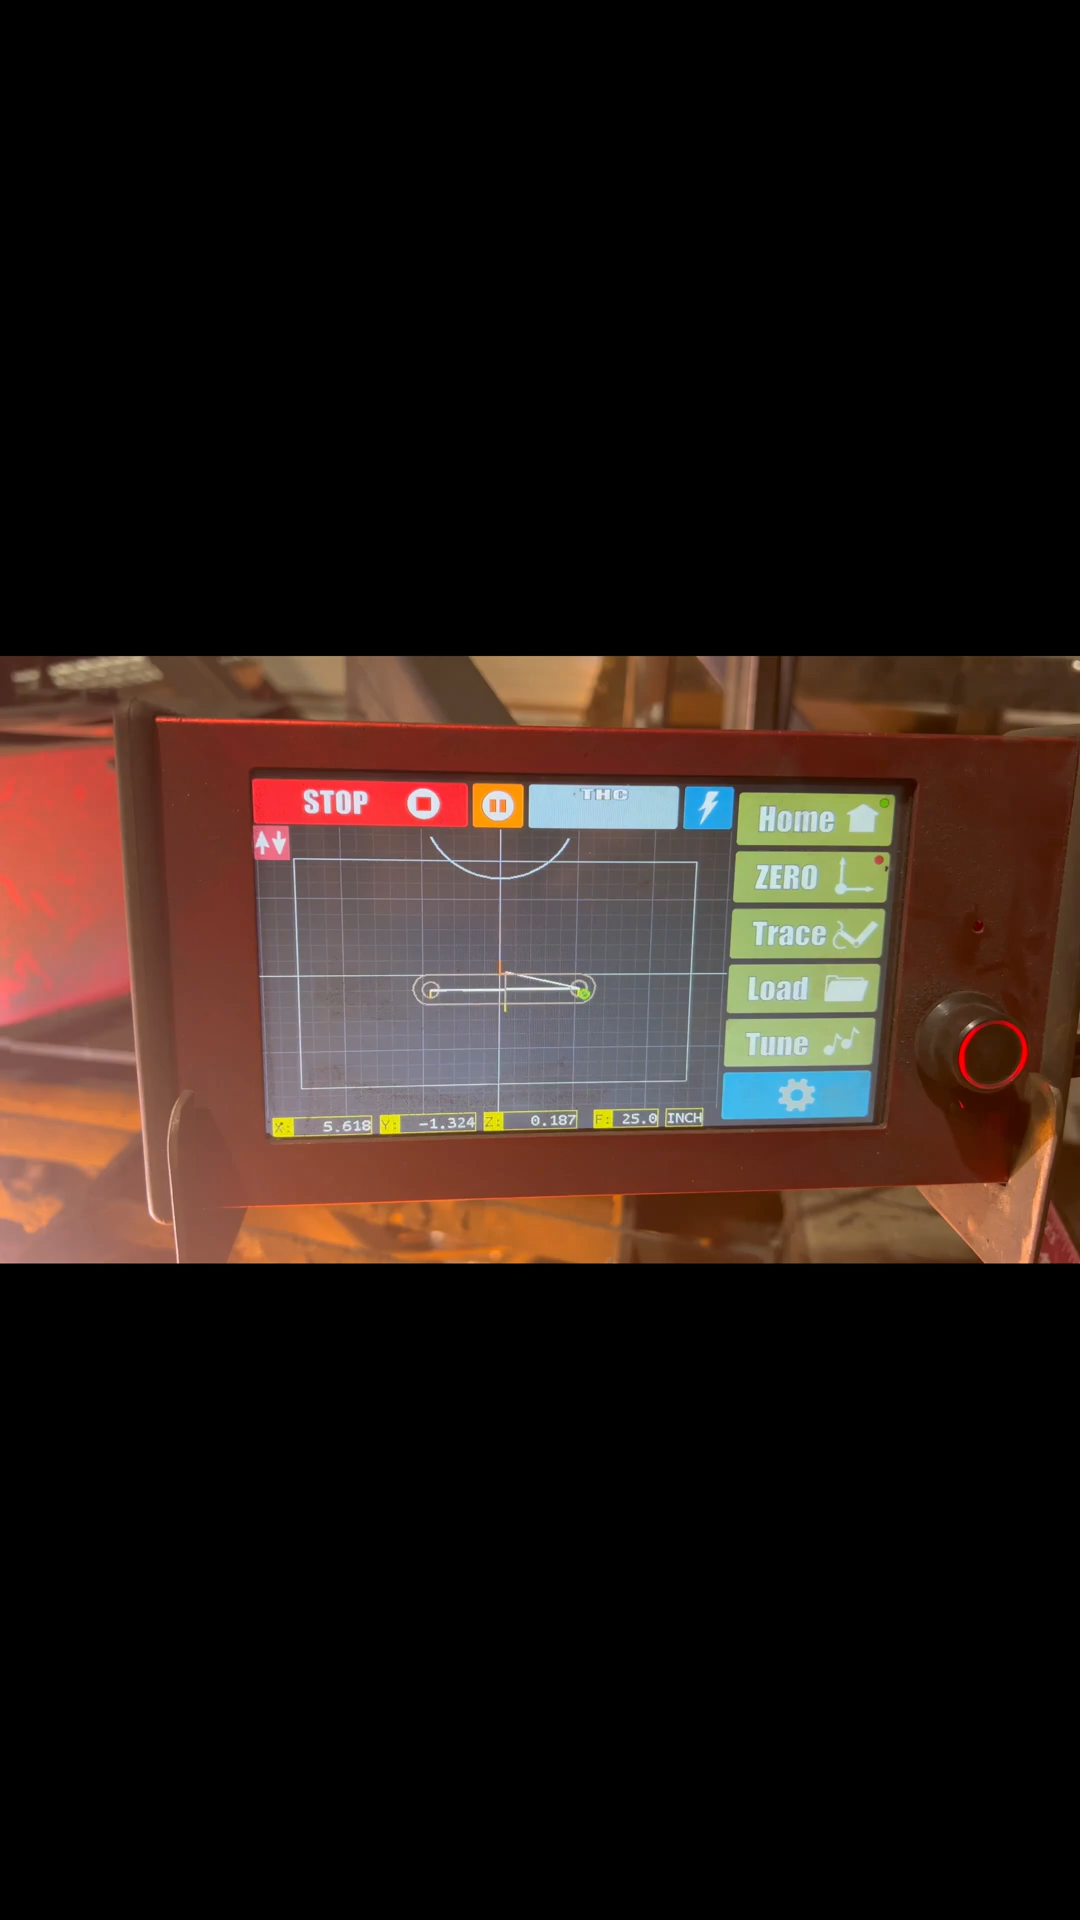 STOP
THC
Home
ZERO
Trace
Load
Tune
X: 5.618 Y: -1.324 Z: 0.187 F: 25.0 INCH